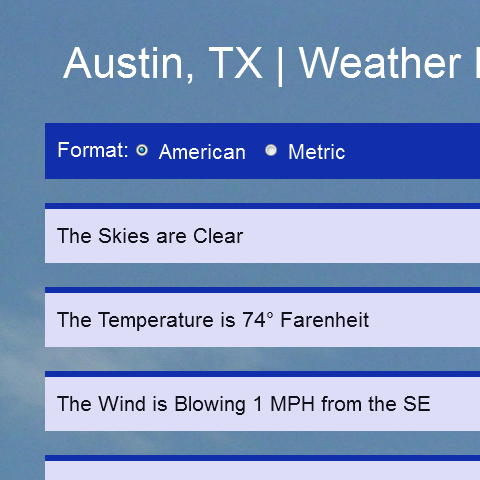 Austin, TX | Weather
Format: American Metric
The Skies are Clear
The Temperature is 74° Farenheit
The Wind is Blowing 1 MPH from the SE